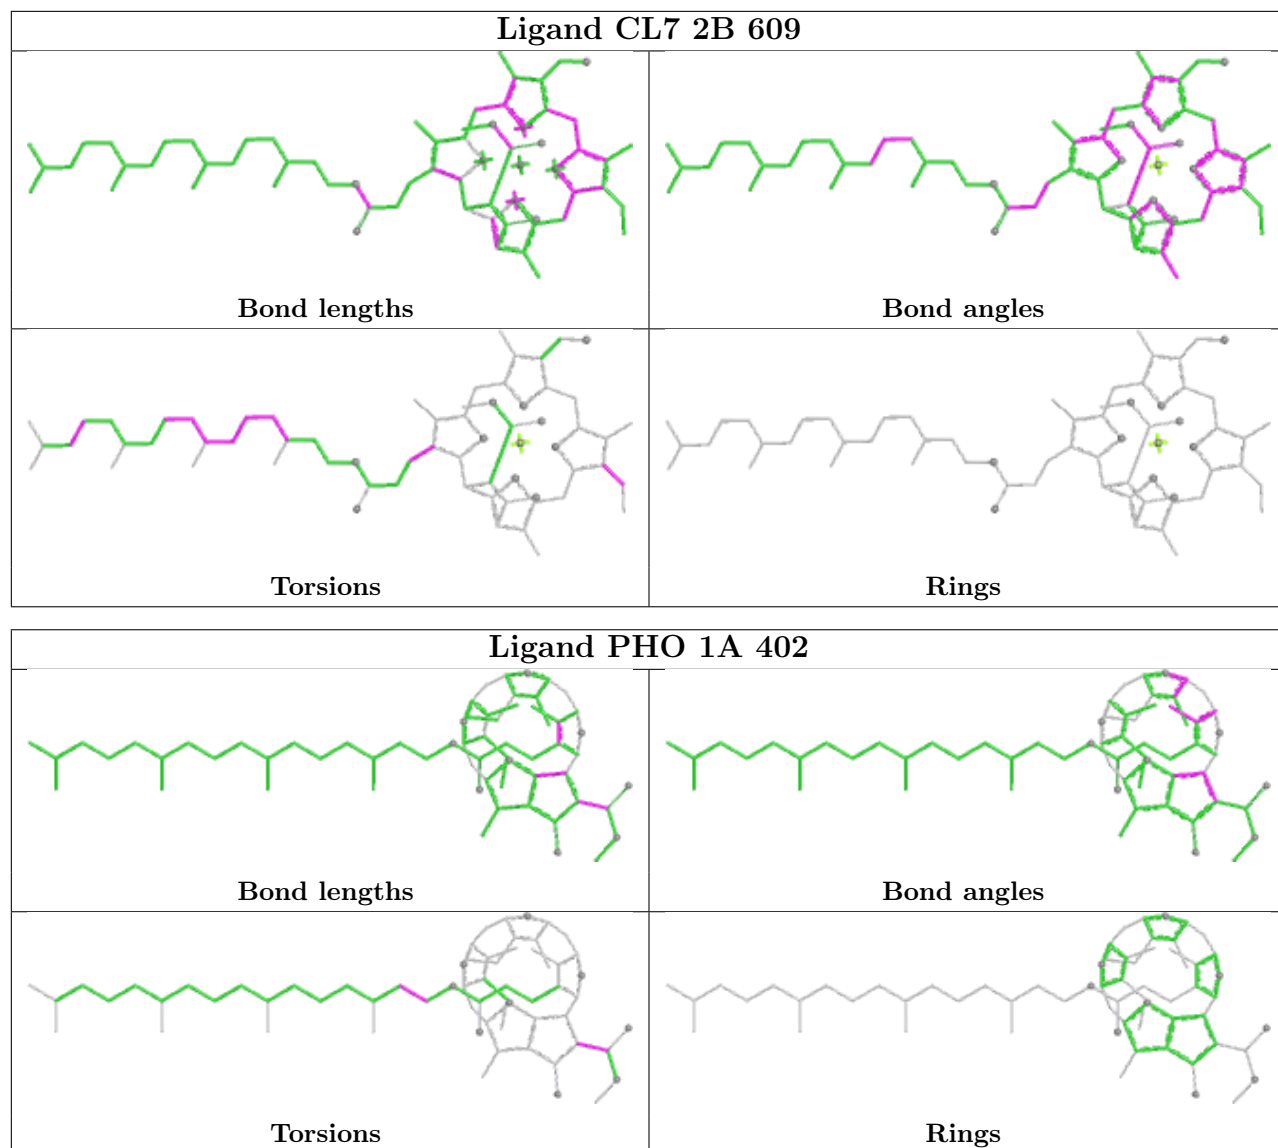 Ligand CL7 2B 609
Bond lengths
Bond angles
Torsions
Rings
Ligand PHO 1A 402
Bond lengths
Bond angles
Torsions
Rings